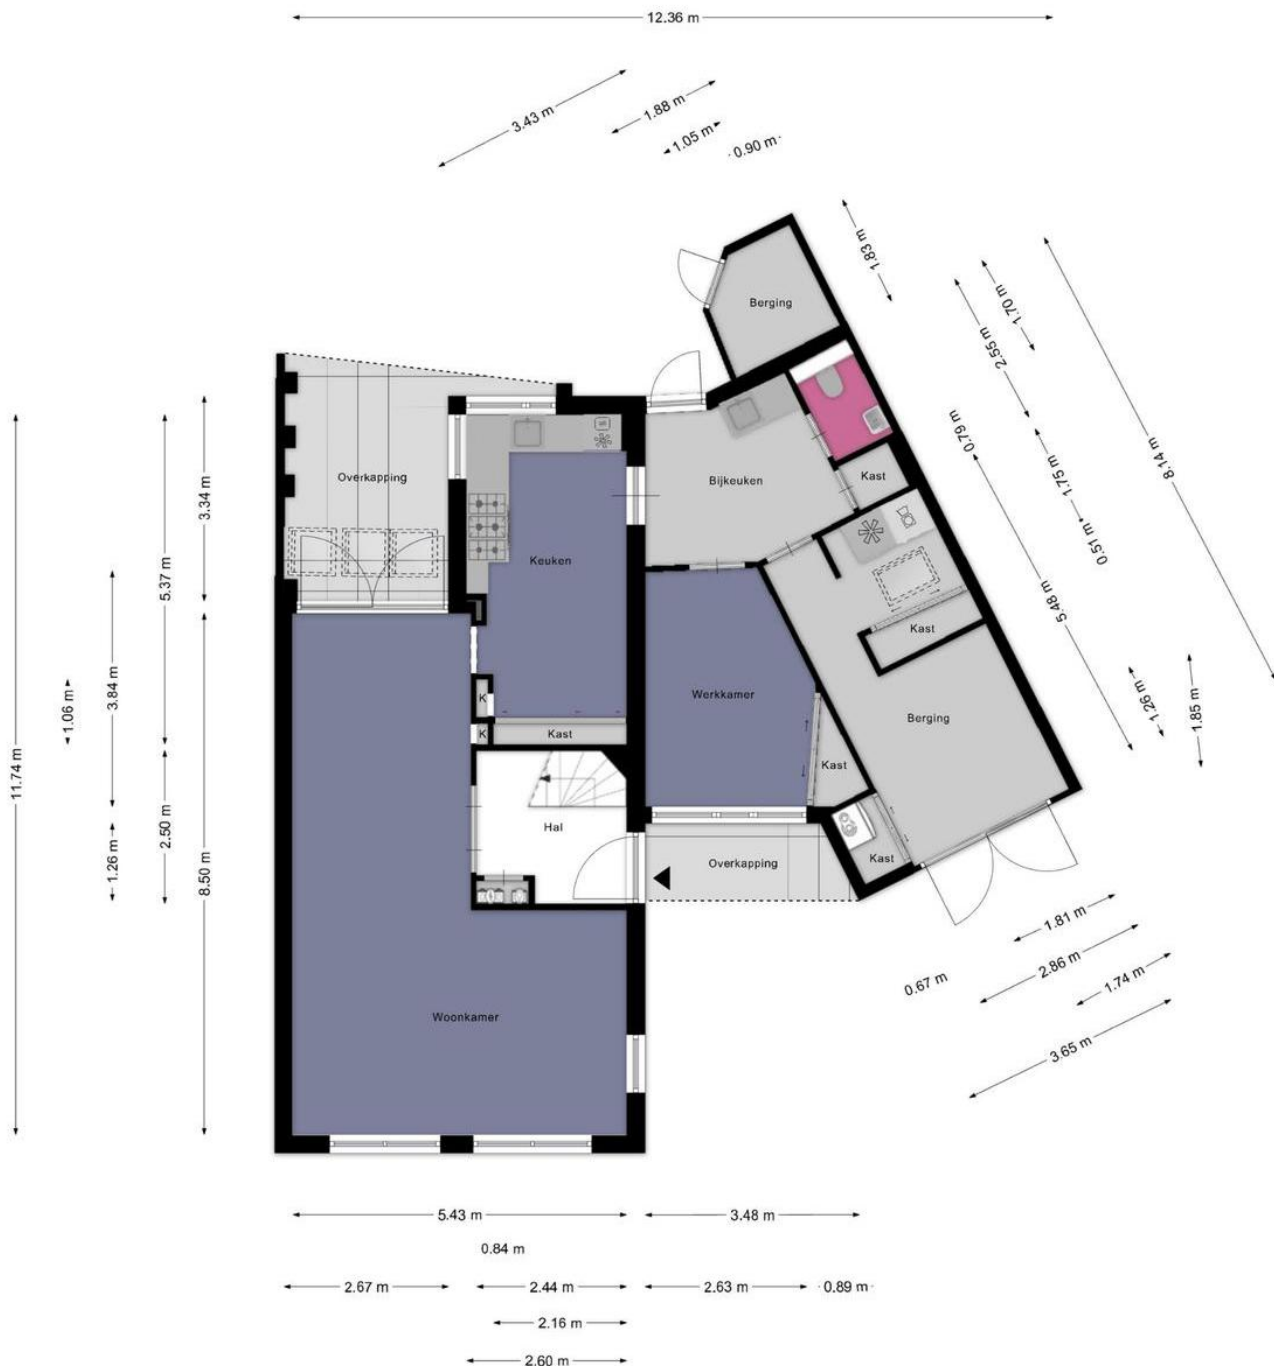 12.36 m
3.43 m
1.88 m
1.05 m
0.90 m
1.83 m
Berging
1.70 m
2.55 m
8.14 m
0.79 m
1.75 m
0.51 m
5.48 m
1.26 m
1.85 m
Overkapping
Bijkeuken
Kast
Keuken
Kast
Werkkamer
Berging
K
K
Kast
Kast
Hal
Overkapping
Kast
Woonkamer
11.74 m
1.06 m
3.84 m
1.26 m
5.37 m
2.50 m
3.34 m
8.50 m
1.81 m
2.86 m
0.67 m
1.74 m
3.65 m
5.43 m
3.48 m
0.84 m
2.67 m
2.44 m
2.63 m
0.89 m
2.16 m
2.60 m